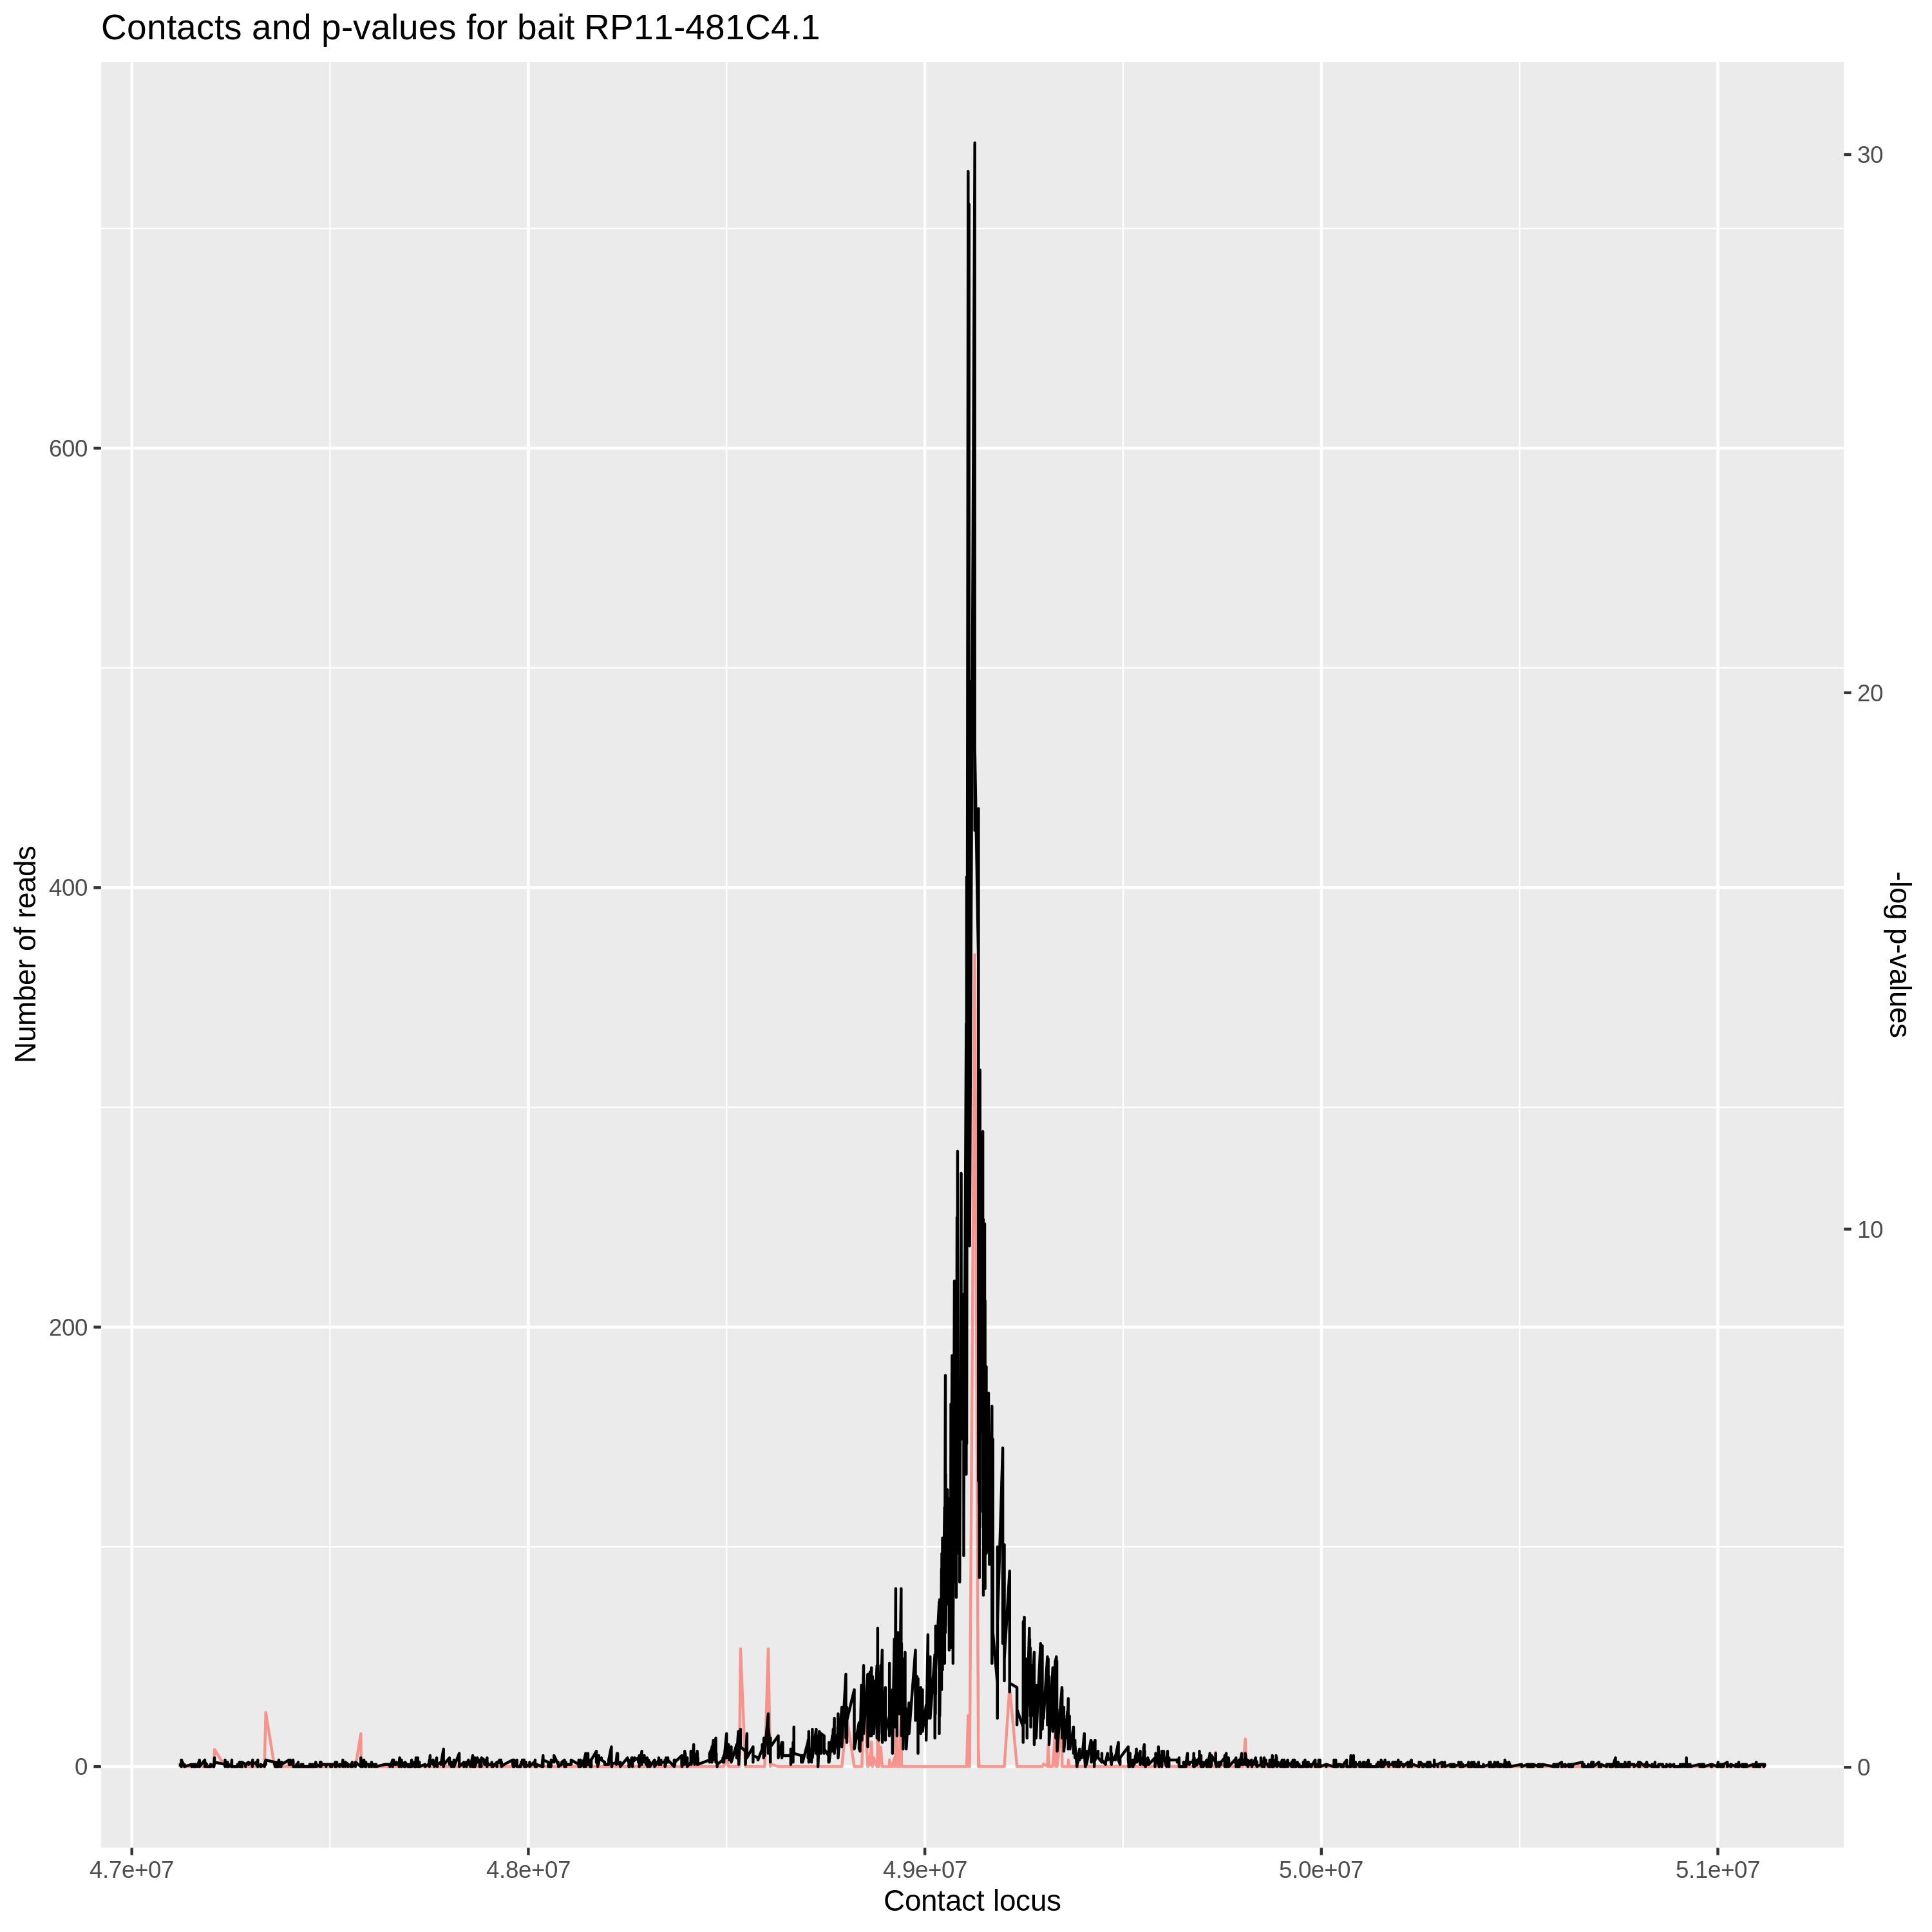 Contacts and p-values for bait RP11-481C4.1
Number of reads
600
400
200
0
30
20
10
0
-log p-values
4.7e+07
4.8e+07
4.9e+07
5.0e+07
5.1e+07
Contact locus